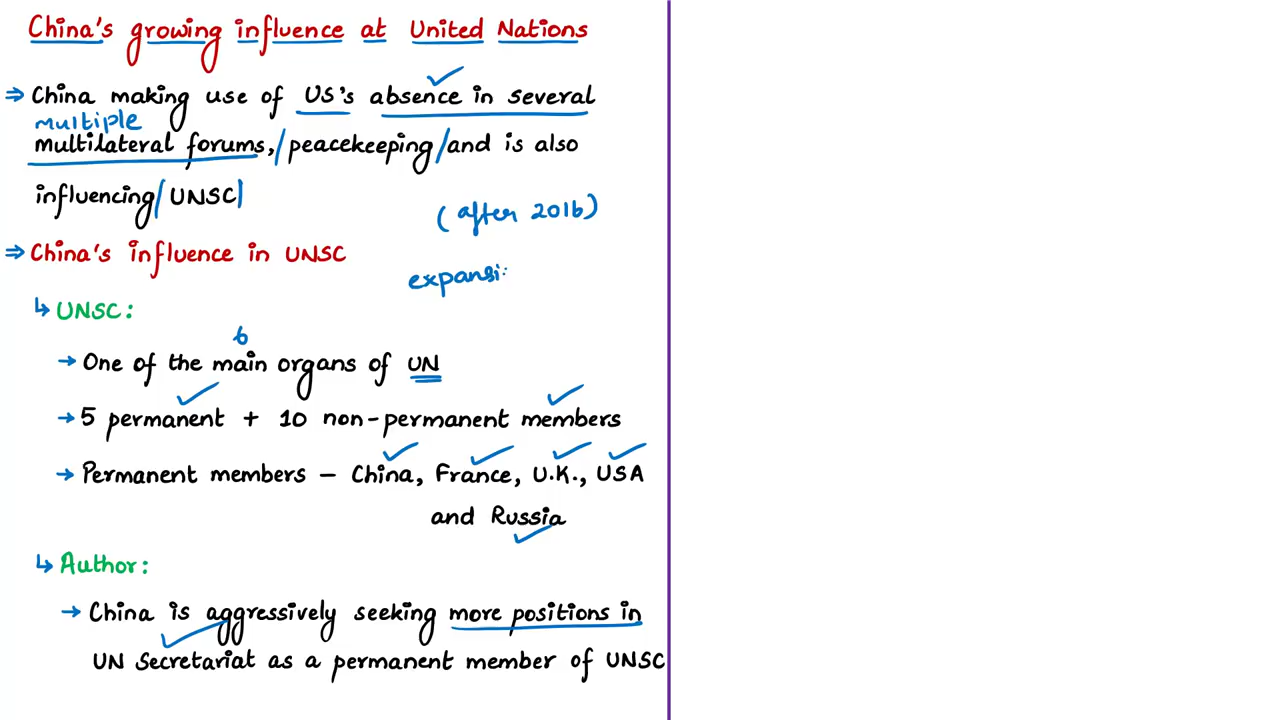 China's growing influence at United Nations
⇒ China making use of US's absence in several
multiple
multilateral forums,/peacekeeping/and is also
influencing/UNSC/
(after 2016)
⇒ China's influence in UNSC
expansi
↳ UNSC:
6
→ One of the main organs of UN
→ 5 permanent + 10 non-permanent members
→ Permanent members – China, France, U.K., USA
and Russia
↳ Author:
→ China is aggressively seeking more positions in
UN Secretariat as a permanent member of UNSC